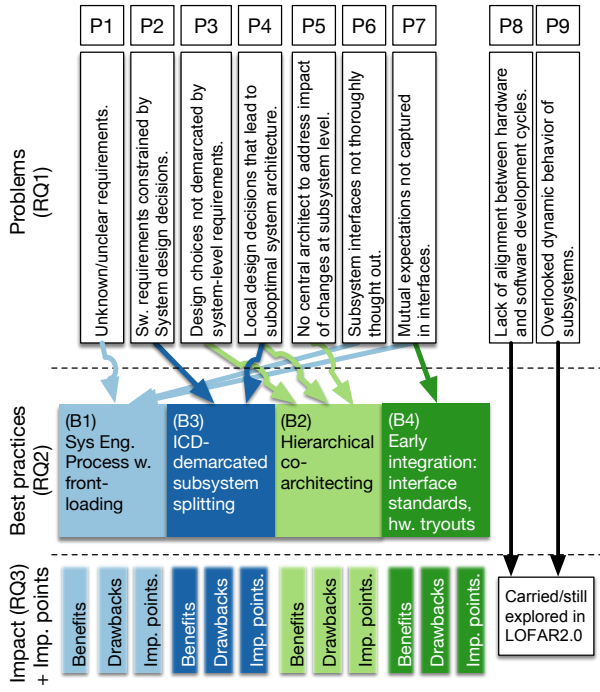 P1
P2
P3
P4
P5
P6
P7
P8
P9
Problems
(RQ1)
Unknown/unclear requirements.
Sw. requirements constrained by
System design decisions.
Design choices not demarcated by
system-level requirements.
Local design decisions that lead to
suboptimal system architecture.
No central architect to address impact
of changes at subsystem level.
Subsystem interfaces not thoroughly
thought out.
Mutual expectations not captured
in interfaces.
Lack of alignment between hardware
and software development cycles.
Overlooked dynamic behavior of
subsystems.
Best practices
(RQ2)
(B1)
Sys Eng.
Process w.
front-
loading
(B3)
ICD-
demarcated
subsystem
splitting
(B2)
Hierarchical
co-
architecting
(B4)
Early
integration:
interface
standards,
hw. tryouts
Impact (RQ3)
+ Imp. points
Benefits
Drawbacks
Imp. points.
Benefits
Drawbacks
Imp. points.
Benefits
Drawbacks
Imp. points.
Benefits
Drawbacks
Imp. points.
Carried/still
explored in
LOFAR2.0